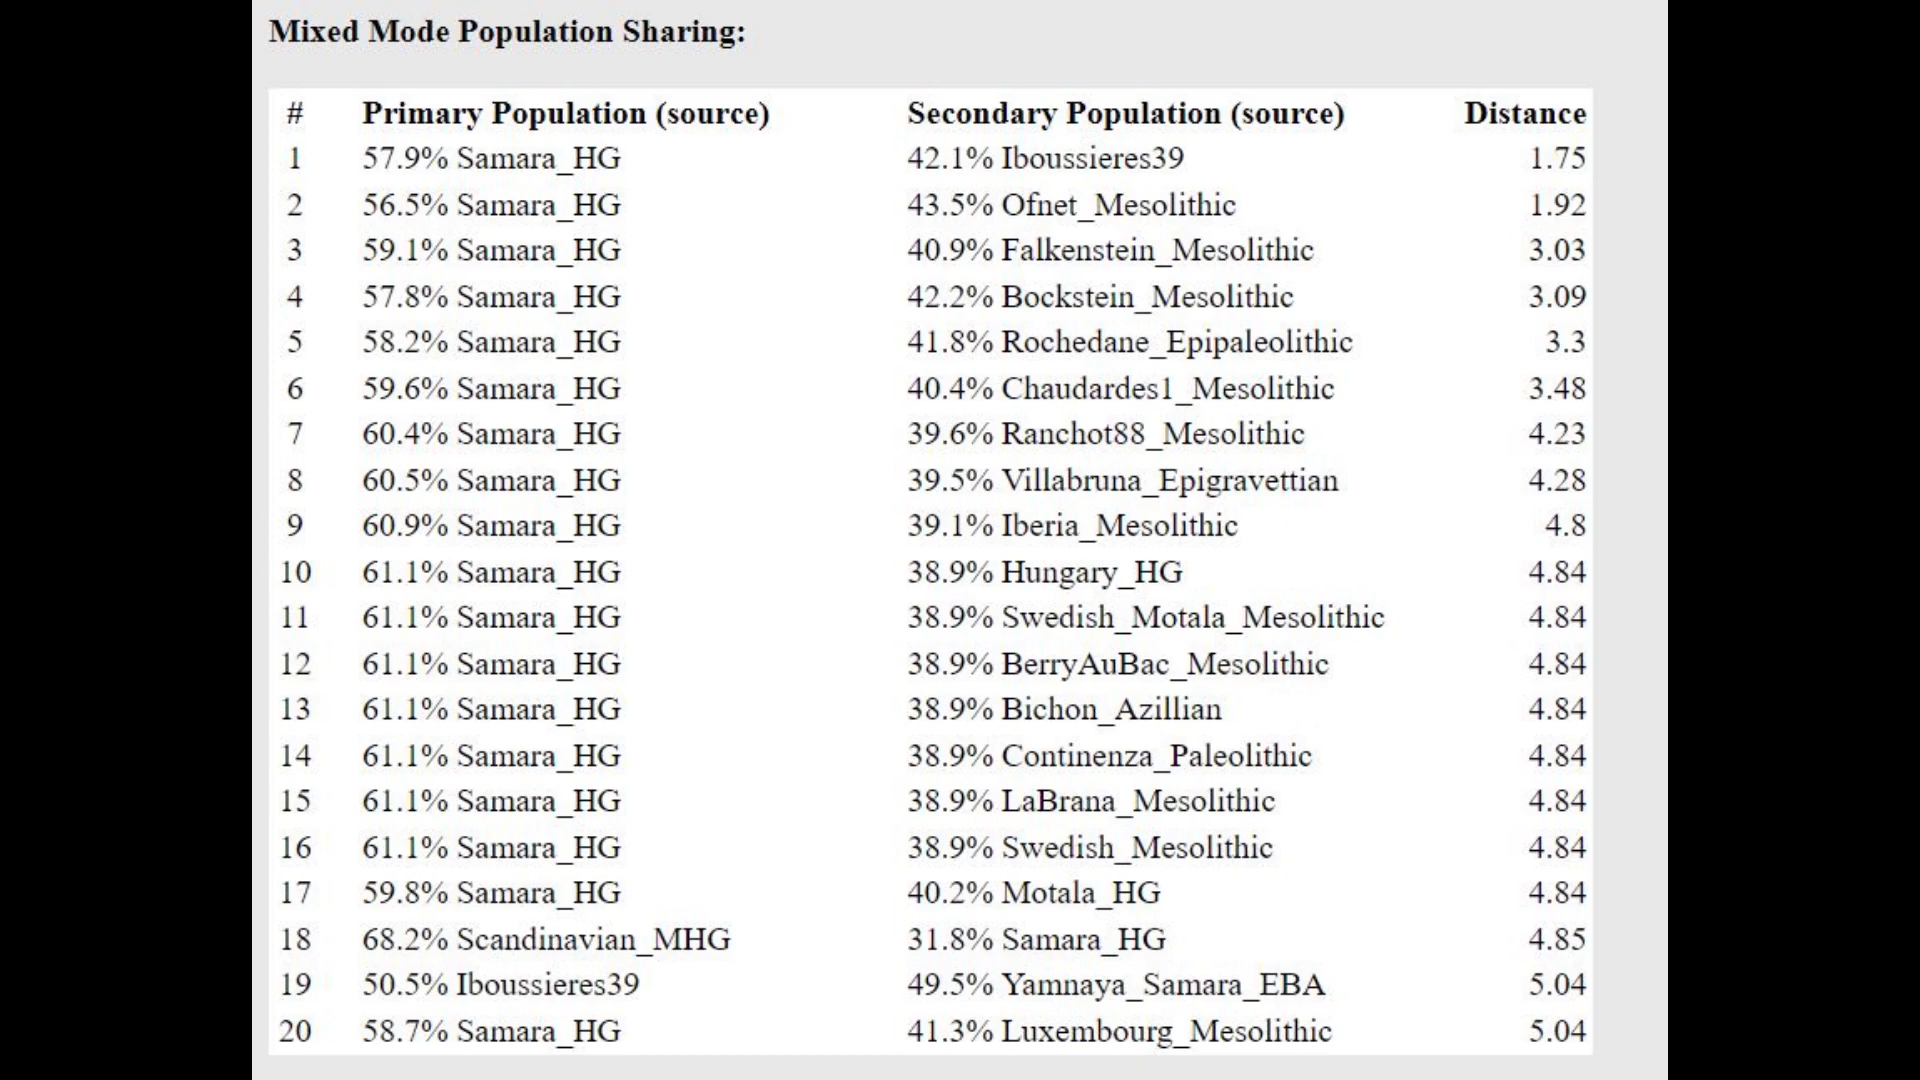 Mixed Mode Population Sharing:
# Primary Population (source) Secondary Population (source) Distance
1 57.9% Samara_HG 42.1% Iboussieres39 1.75
2 56.5% Samara_HG 43.5% Ofnet_Mesolithic 1.92
3 59.1% Samara_HG 40.9% Falkenstein_Mesolithic 3.03
4 57.8% Samara_HG 42.2% Bockstein_Mesolithic 3.09
5 58.2% Samara_HG 41.8% Rochedane_Epipaleolithic 3.3
6 59.6% Samara_HG 40.4% Chaudardes1_Mesolithic 3.48
7 60.4% Samara_HG 39.6% Ranchot88_Mesolithic 4.23
8 60.5% Samara_HG 39.5% Villabruna_Epigravettian 4.28
9 60.9% Samara_HG 39.1% Iberia_Mesolithic 4.8
10 61.1% Samara_HG 38.9% Hungary_HG 4.84
11 61.1% Samara_HG 38.9% Swedish_Motala_Mesolithic 4.84
12 61.1% Samara_HG 38.9% BerryAuBac_Mesolithic 4.84
13 61.1% Samara_HG 38.9% Bichon_Azillian 4.84
14 61.1% Samara_HG 38.9% Continenza_Paleolithic 4.84
15 61.1% Samara_HG 38.9% LaBrana_Mesolithic 4.84
16 61.1% Samara_HG 38.9% Swedish_Mesolithic 4.84
17 59.8% Samara_HG 40.2% Motala_HG 4.84
18 68.2% Scandinavian_MHG 31.8% Samara_HG 4.85
19 50.5% Iboussieres39 49.5% Yamnaya_Samara_EBA 5.04
20 58.7% Samara_HG 41.3% Luxembourg_Mesolithic 5.04